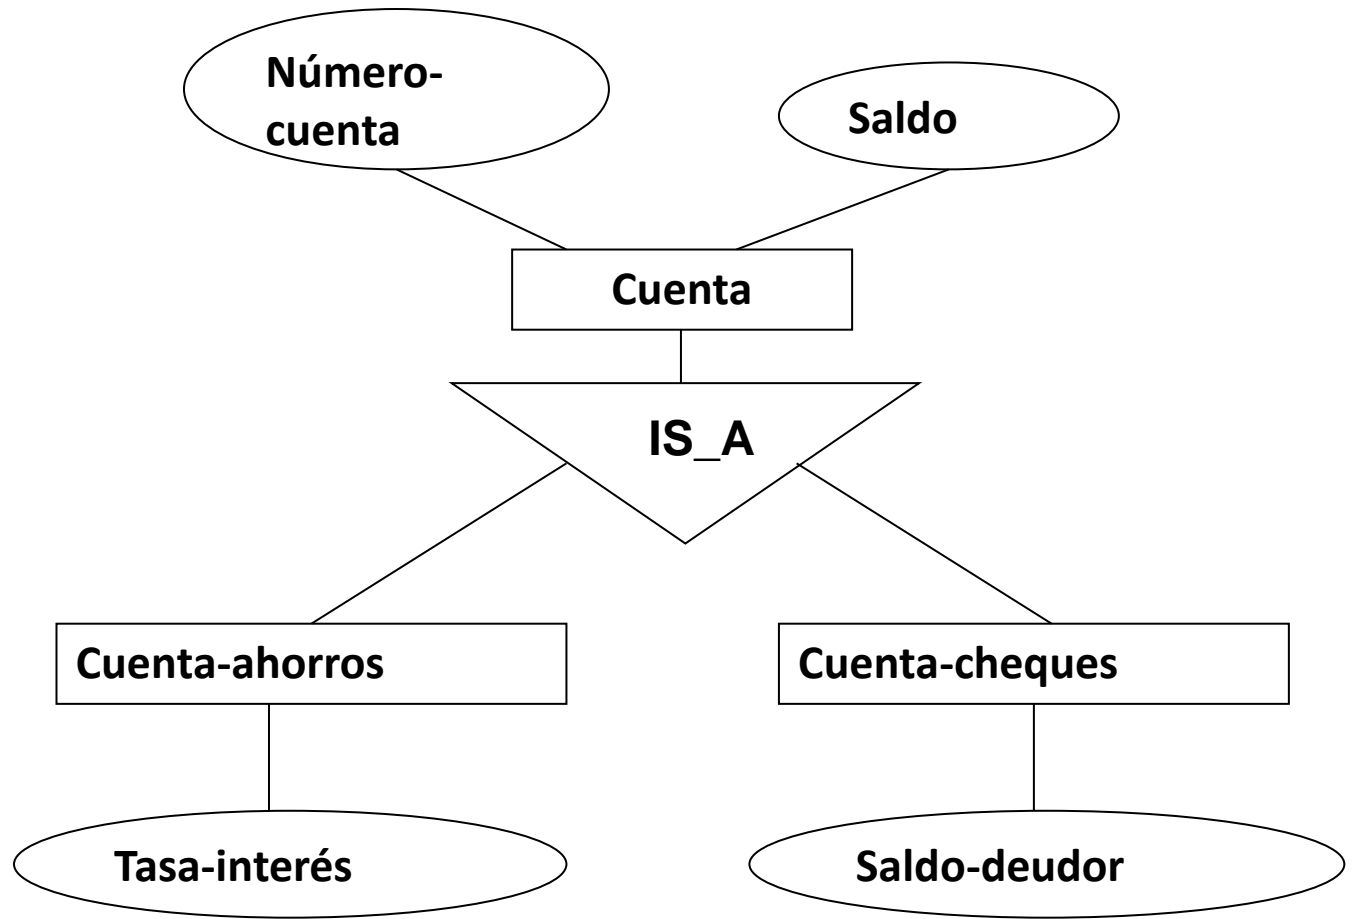 Número-
cuenta
Saldo
Cuenta
IS_A
Cuenta-ahorros
Cuenta-cheques
Tasa-interés
Saldo-deudor